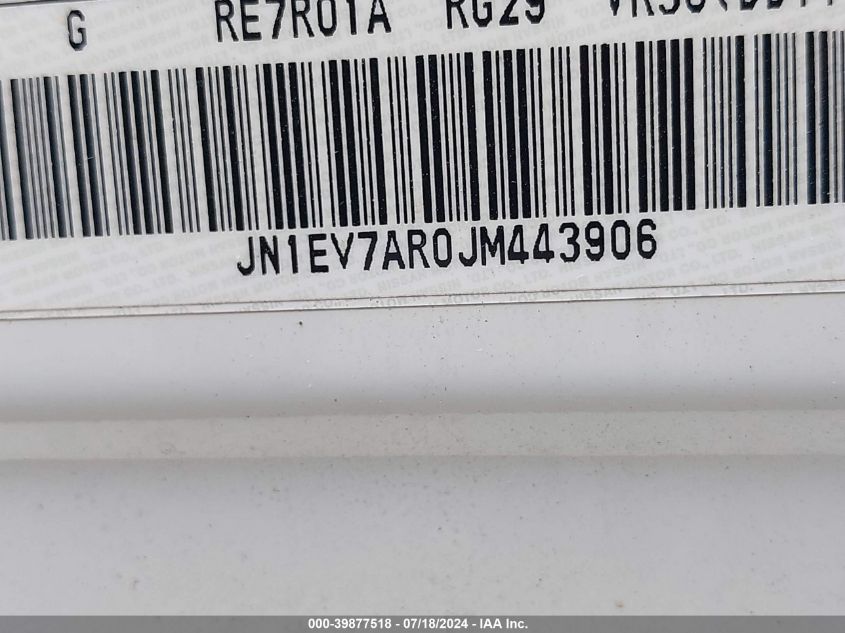 G RE7R01A RG29
JN1EV7AR0JM443906
000-39877518 - 07/18/2024 - IAA Inc.